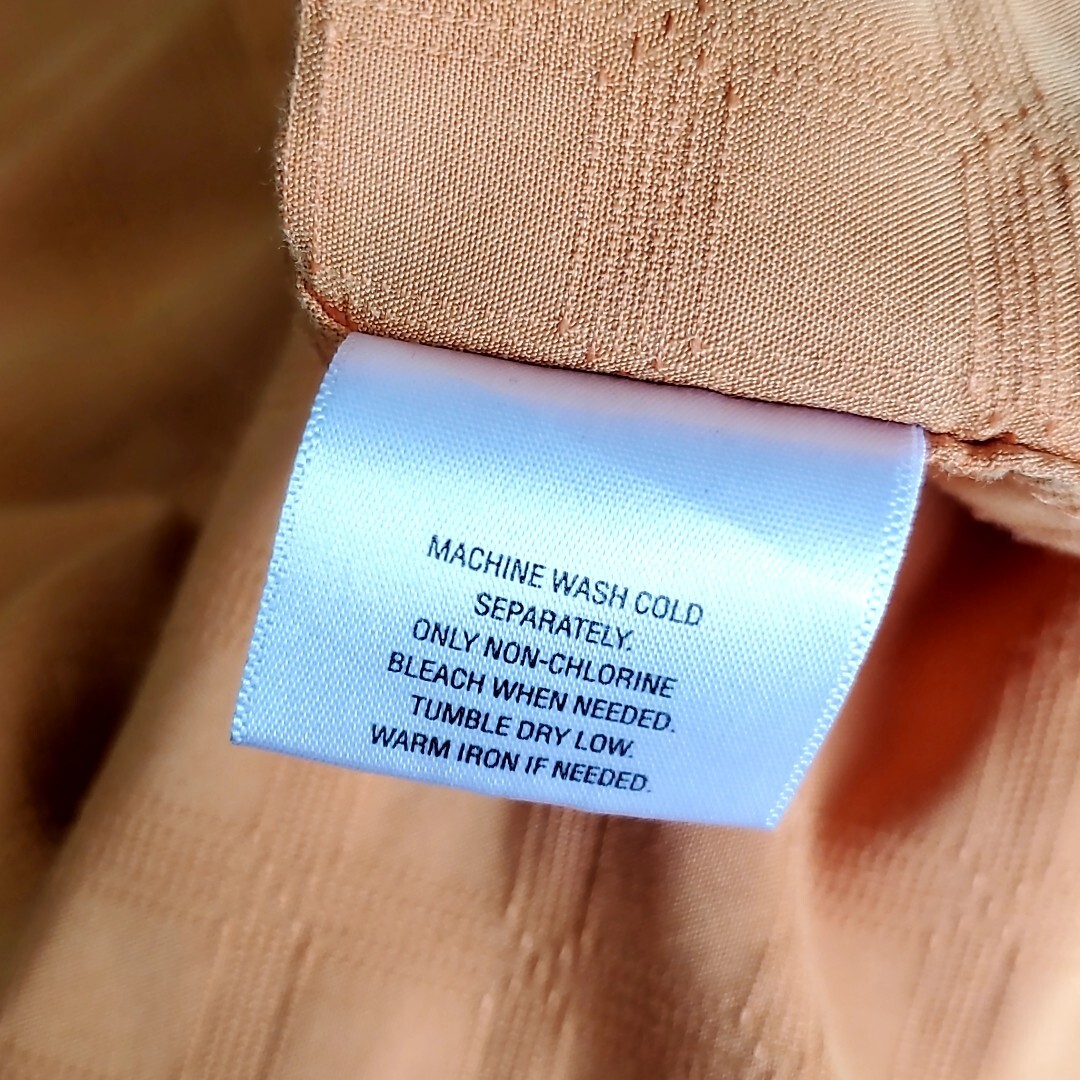 MACHINE WASH COLD
SEPARATELY.
ONLY NON-CHLORINE
BLEACH WHEN NEEDED.
TUMBLE DRY LOW.
WARM IRON IF NEEDED.